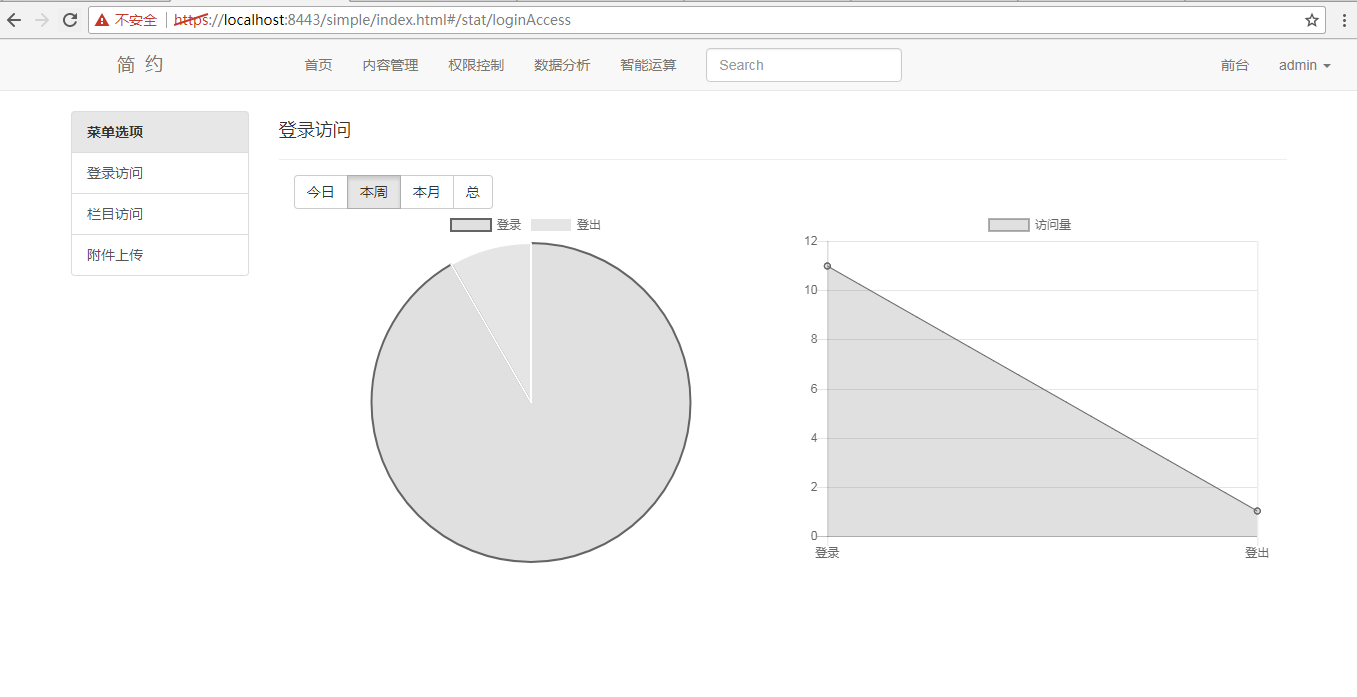 不安全 https://localhost:8443/simple/index.html#/stat/loginAccess
简 约 首页 内容管理 权限控制 数据分析 智能运算 Search 前台 admin
菜单选项
登录访问
栏目访问
附件上传
登录访问
今日 本周 本月 总
登录 登出
访问量
12
10
8
6
4
2
0
登录 登出